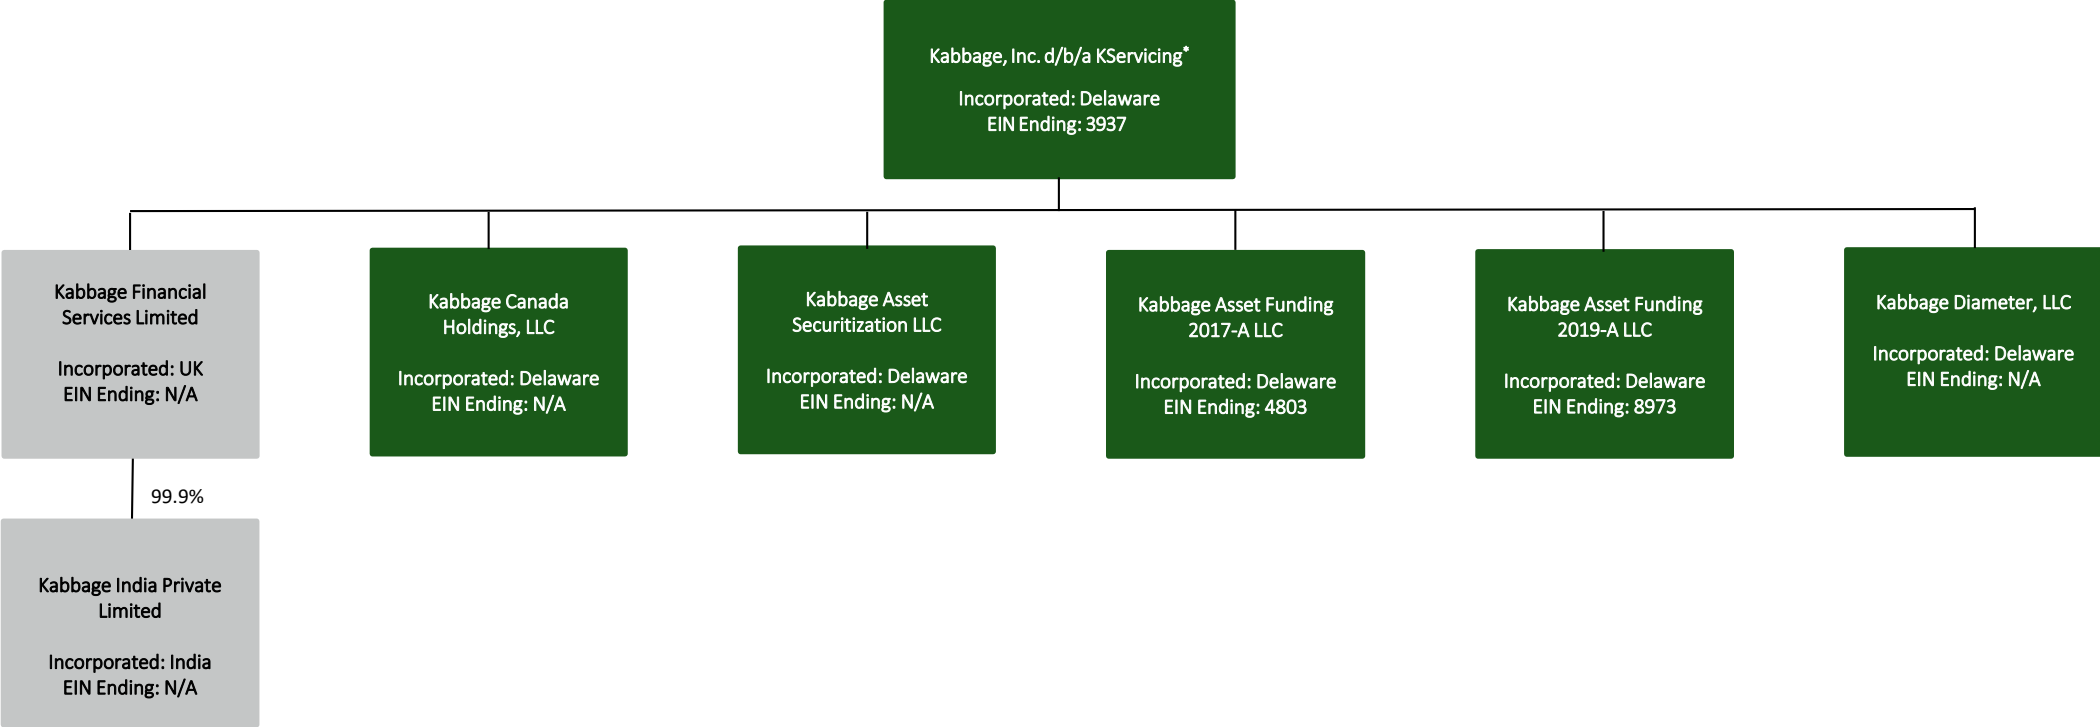 Kabbage, Inc. d/b/a KServicing*
Incorporated: Delaware
EIN Ending: 3937
Kabbage Financial
Services Limited
Incorporated: UK
EIN Ending: N/A
Kabbage Canada
Holdings, LLC
Incorporated: Delaware
EIN Ending: N/A
Kabbage Asset
Securitization LLC
Incorporated: Delaware
EIN Ending: N/A
Kabbage Asset Funding
2017-A LLC
Incorporated: Delaware
EIN Ending: 4803
Kabbage Asset Funding
2019-A LLC
Incorporated: Delaware
EIN Ending: 8973
Kabbage Diameter, LLC
Incorporated: Delaware
EIN Ending: N/A
99.9%
Kabbage India Private
Limited
Incorporated: India
EIN Ending: N/A